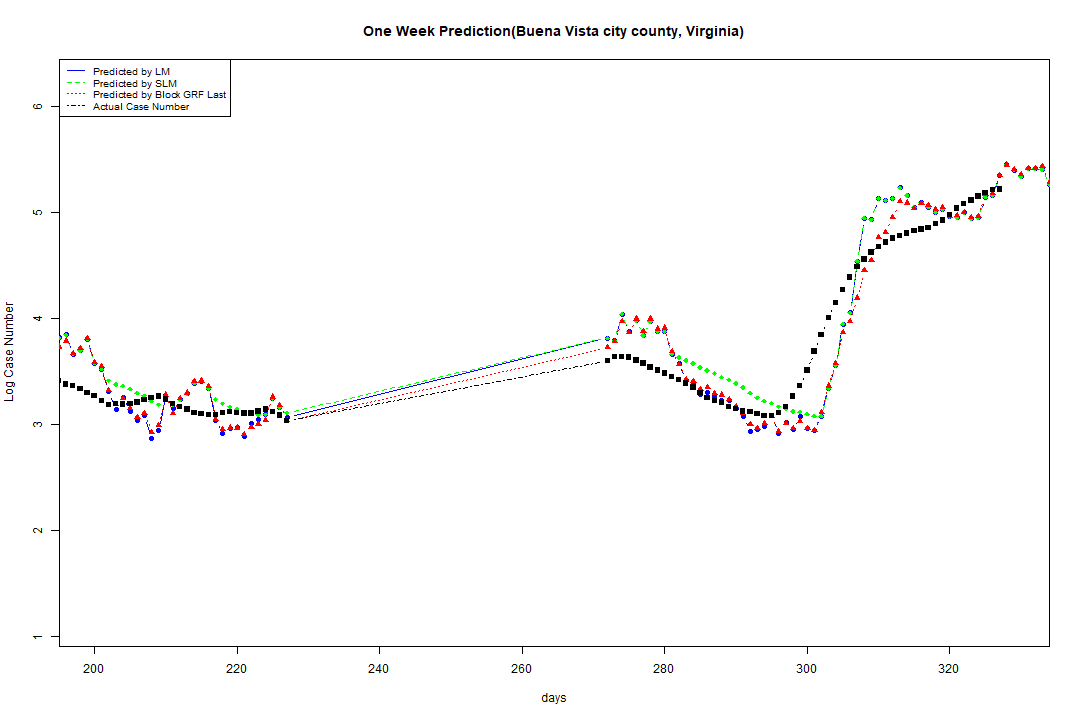 One Week Prediction(Buena Vista city county, Virginia)
Predicted by LM
Predicted by SLM
Predicted by Block GRF Last
Actual Case Number
6
5
4
3
2
1
Log Case Number
200 220 240 260 280 300 320
days